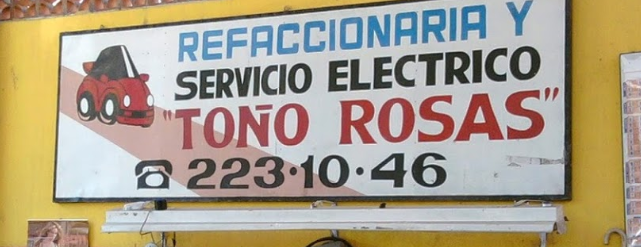 REFACCIONARIA Y
SERVICIO ELECTRICO
"TOÑO ROSAS"
☎ 223·10·46